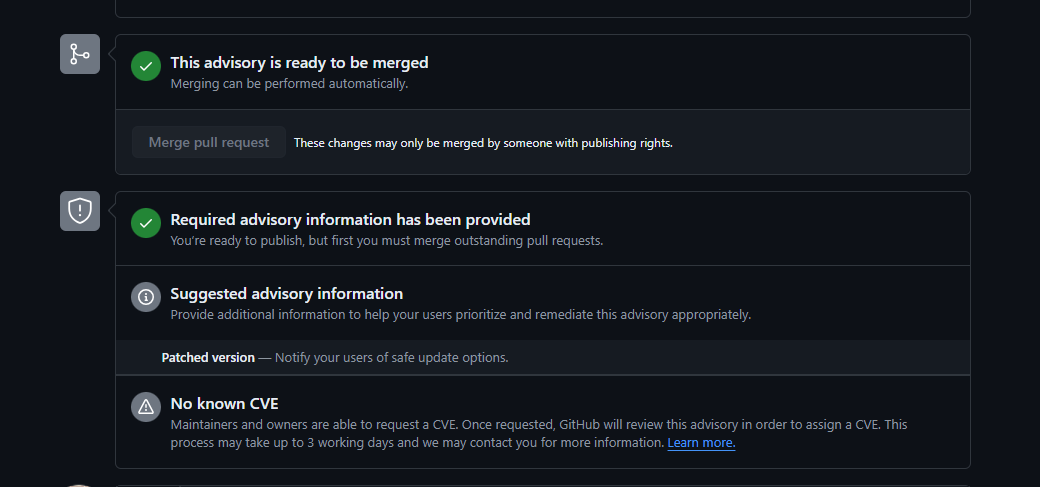 This advisory is ready to be merged
Merging can be performed automatically.
Merge pull request These changes may only be merged by someone with publishing rights.
Required advisory information has been provided
You're ready to publish, but first you must merge outstanding pull requests.
Suggested advisory information
Provide additional information to help your users prioritize and remediate this advisory appropriately.
Patched version — Notify your users of safe update options.
No known CVE
Maintainers and owners are able to request a CVE. Once requested, GitHub will review this advisory in order to assign a CVE. This
process may take up to 3 working days and we may contact you for more information. Learn more.